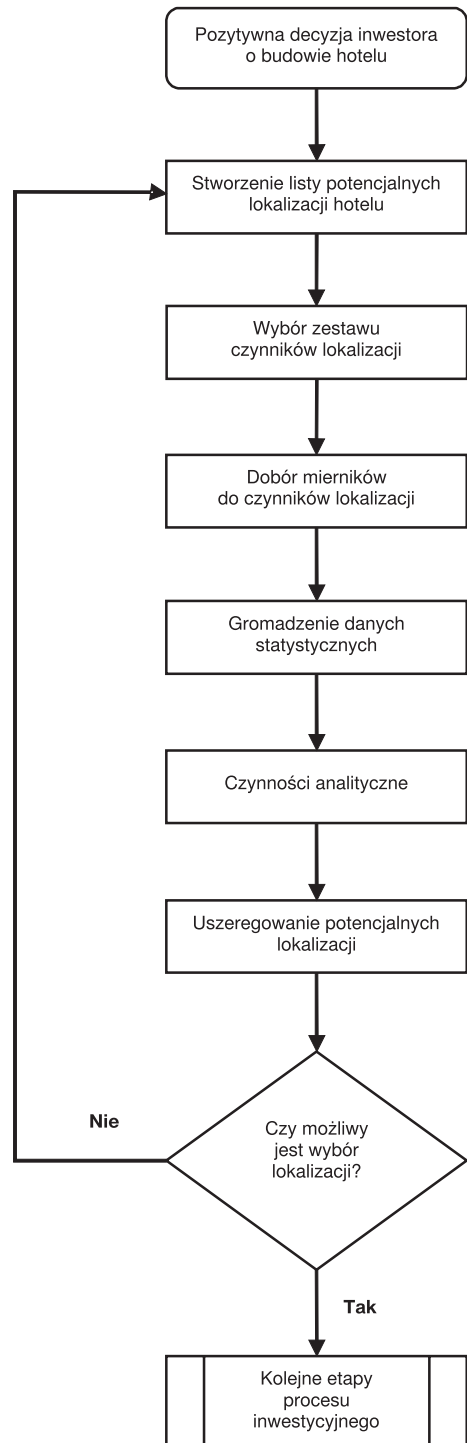 Pozytywna decyzja inwestora
o budowie hotelu
Stworzenie listy potencjalnych
lokalizacji hotelu
Wybór zestawu
czynników lokalizacji
Dobór mierników
do czynników lokalizacji
Gromadzenie danych
statystycznych
Czynności analityczne
Uszeregowanie potencjalnych
lokalizacji
Nie
Czy możliwy
jest wybór
lokalizacji?
Tak
Kolejne etapy
procesu
inwestycyjnego